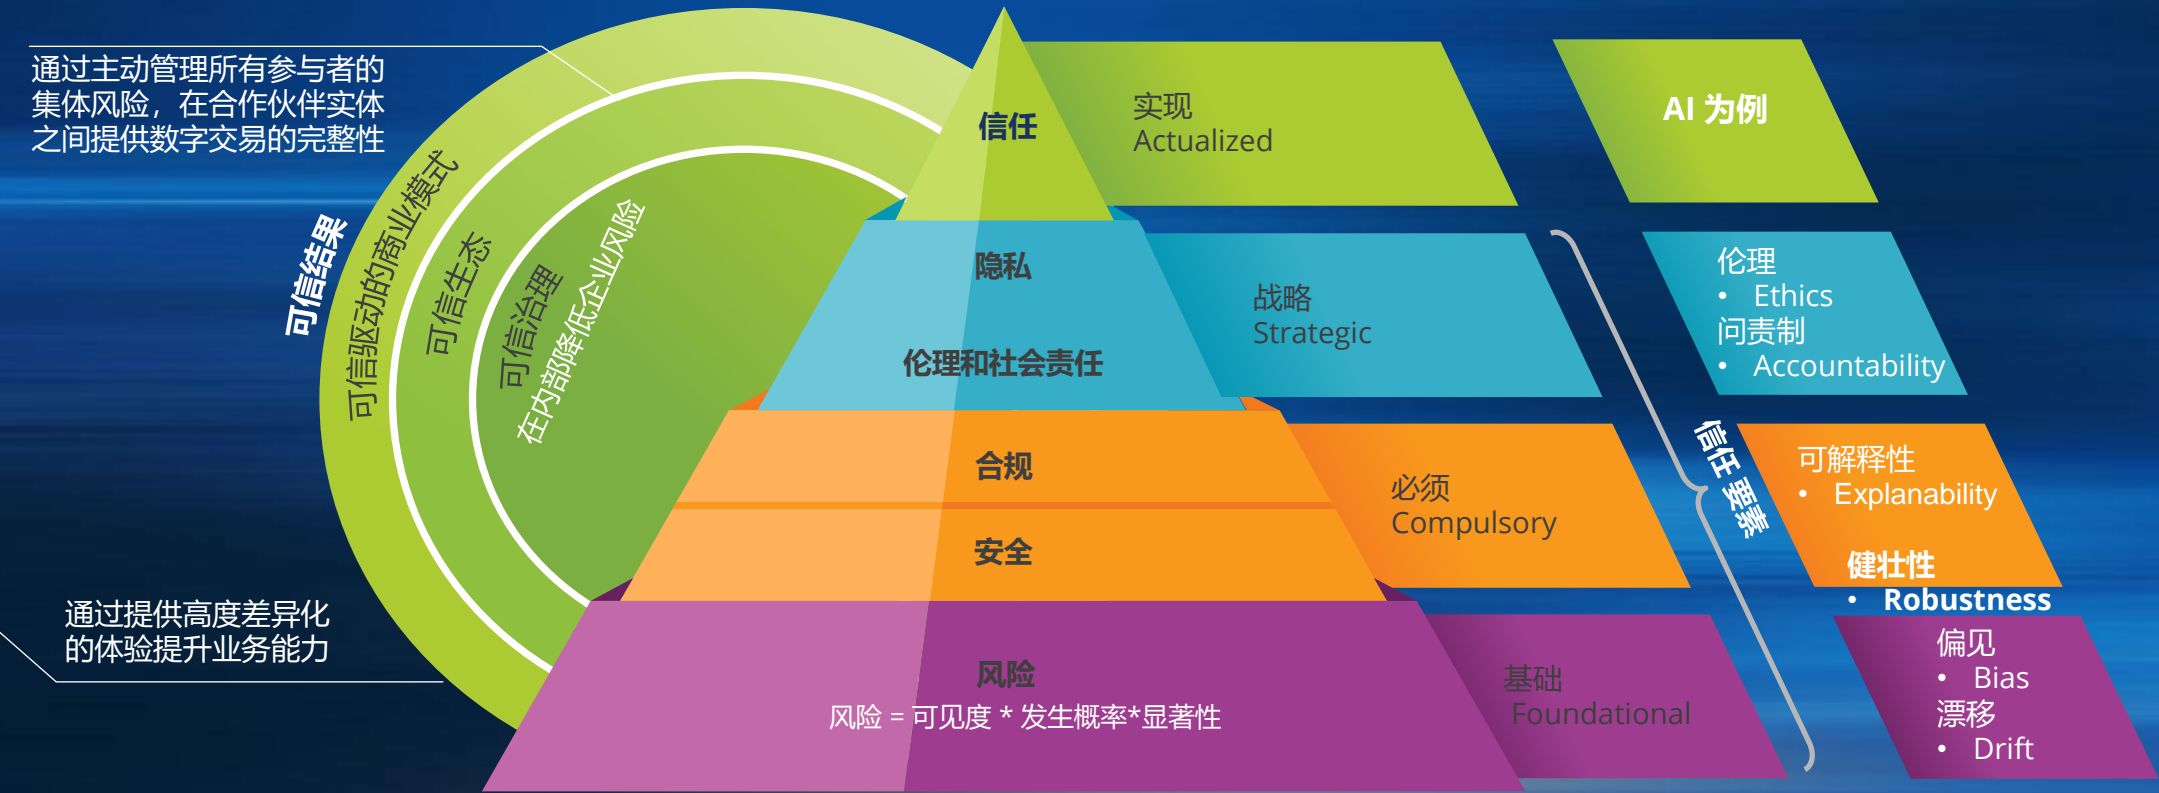 通过主动管理所有参与者的
集体风险，在合作伙伴实体
之间提供数字交易的完整性
可信结果
可信驱动的商业模式
可信生态
可信治理
在内部降低企业风险
通过提供高度差异化
的体验提升业务能力
信任
隐私
伦理和社会责任
合规
安全
风险
风险 = 可见度 * 发生概率*显著性
实现
Actualized
战略
Strategic
必须
Compulsory
基础
Foundational
信任要素
AI 为例
伦理
• Ethics
问责制
• Accountability
可解释性
• Explanability
健壮性
• Robustness
偏见
• Bias
漂移
• Drift